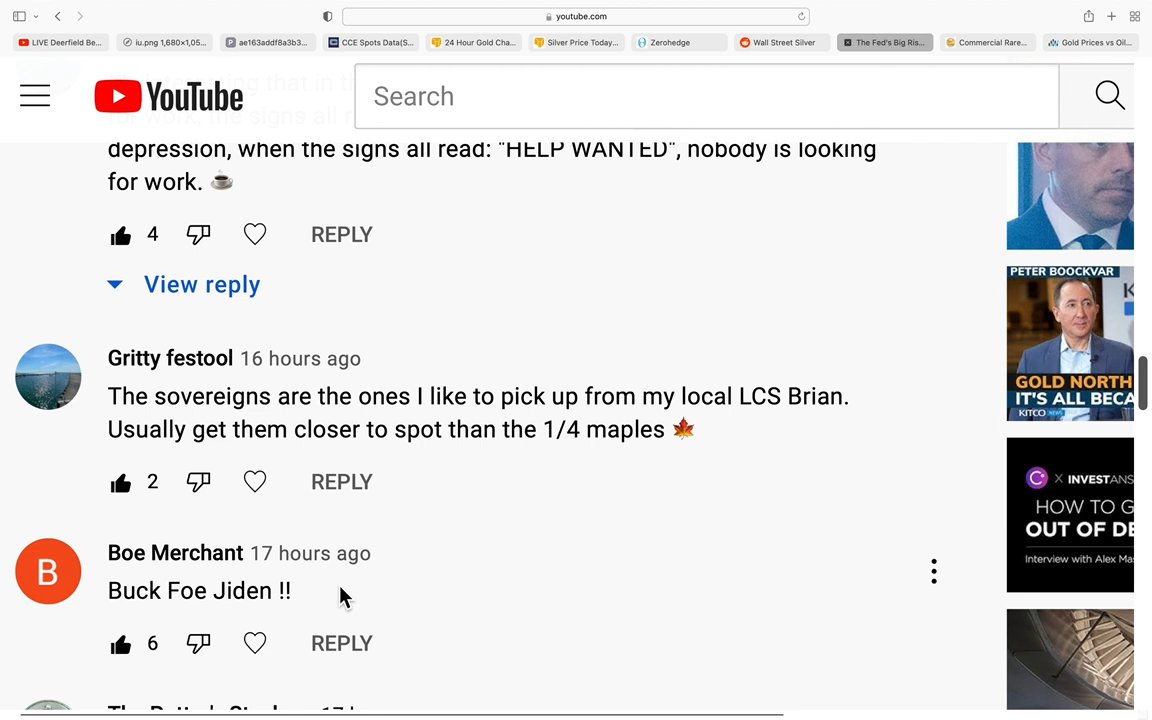 youtube.com
LIVE Deerfield Be...
iu.png 1,680×1,05...
ae163addf8a3b3...
CCE Spots Data(S...
24 Hour Gold Cha...
Silver Price Today...
Zerohedge
Wall Street Silver
The Fed's Big Ris...
Commercial Rare...
Gold Prices vs Oil...
YouTube
Search
depression, when the signs all read: "HELP WANTED", nobody is looking
for work. ☕
4 REPLY
View reply
Gritty festool 16 hours ago
The sovereigns are the ones I like to pick up from my local LCS Brian.
Usually get them closer to spot than the 1/4 maples 🍁
2 REPLY
B
Boe Merchant 17 hours ago
Buck Foe Jiden !!
6 REPLY
PETER BOOCKVAR
K
GOLD NORTH
IT'S ALL BECA
KITCO NEWS
C X INVESTANS
HOW TO G
OUT OF DE
Interview with Alex Mas